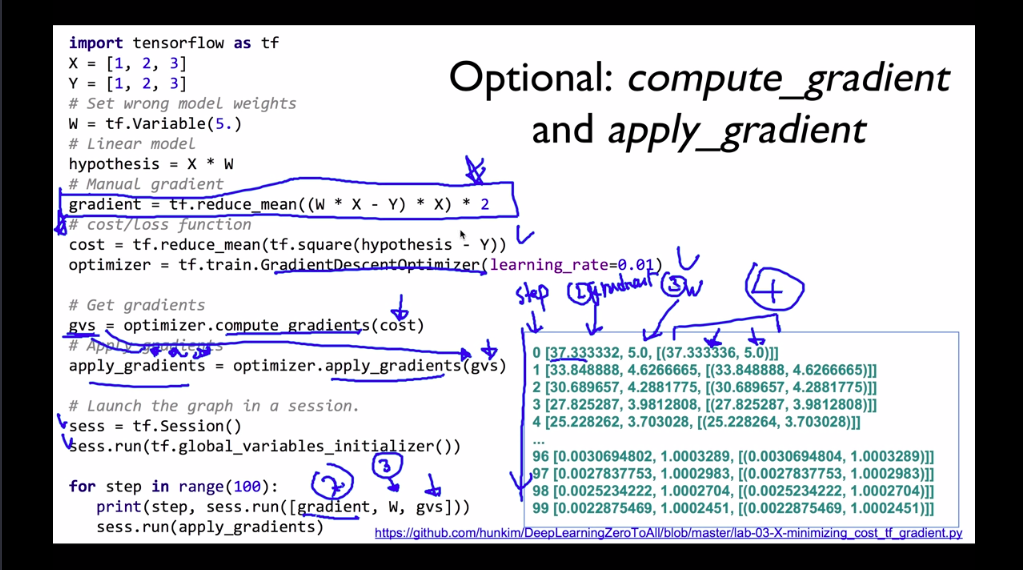 Optional: compute_gradient
and apply_gradient
import tensorflow as tf
X = [1, 2, 3]
Y = [1, 2, 3]
# Set wrong model weights
W = tf.Variable(5.)
# Linear model
hypothesis = X * W
# Manual gradient
gradient = tf.reduce_mean((W * X - Y) * X) * 2
# cost/loss function
cost = tf.reduce_mean(tf.square(hypothesis - Y))
optimizer = tf.train.GradientDescentOptimizer(learning_rate=0.01)
# Get gradients
gvs = optimizer.compute_gradients(cost)
# Apply gradients
apply_gradients = optimizer.apply_gradients(gvs)
# Launch the graph in a session.
sess = tf.Session()
sess.run(tf.global_variables_initializer())
for step in range(100):
print(step, sess.run([gradient, W, gvs]))
sess.run(apply_gradients)
step
3 W
4
0 [37.333332, 5.0, [(37.333336, 5.0)]]
1 [33.848888, 4.6266665, [(33.848888, 4.6266665)]]
2 [30.689657, 4.2881775, [(30.689657, 4.2881775)]]
3 [27.825287, 3.9812808, [(27.825287, 3.9812808)]]
4 [25.228262, 3.703028, [(25.228264, 3.703028)]]
...
96 [0.0030694802, 1.0003289, [(0.0030694804, 1.0003289)]]
97 [0.0027837753, 1.0002983, [(0.0027837753, 1.0002983)]]
98 [0.0025234222, 1.0002704, [(0.0025234222, 1.0002704)]]
99 [0.0022875469, 1.0002451, [(0.0022875469, 1.0002451)]]
3
https://github.com/hunkim/DeepLearningZeroToAll/blob/master/lab-03-X-minimizing_cost_tf_gradient.py